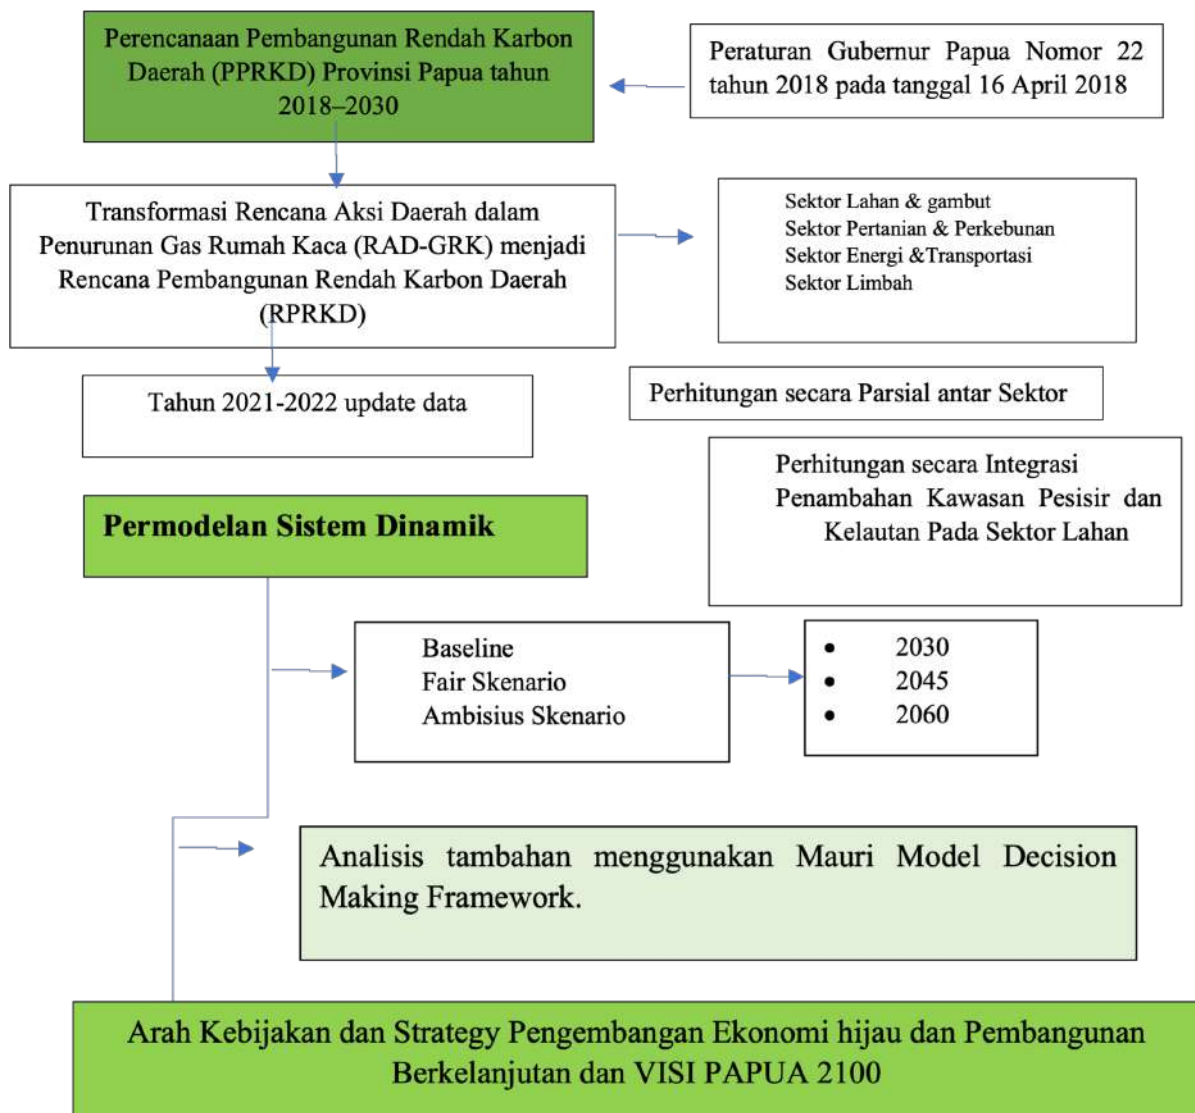 Perencanaan Pembangunan Rendah Karbon
Daerah (PPRKD) Provinsi Papua tahun
2018–2030
Peraturan Gubernur Papua Nomor 22
tahun 2018 pada tanggal 16 April 2018
Transformasi Rencana Aksi Daerah dalam
Penurunan Gas Rumah Kaca (RAD-GRK) menjadi
Rencana Pembangunan Rendah Karbon Daerah
(RPRKD)
Sektor Lahan & gambut
Sektor Pertanian & Perkebunan
Sektor Energi &Transportasi
Sektor Limbah
Tahun 2021-2022 update data
Perhitungan secara Parsial antar Sektor
Perhitungan secara Integrasi
Penambahan Kawasan Pesisir dan
Kelautan Pada Sektor Lahan
Permodelan Sistem Dinamik
Baseline
Fair Skenario
Ambisius Skenario
• 2030
• 2045
• 2060
Analisis tambahan menggunakan Mauri Model Decision
Making Framework.
Arah Kebijakan dan Strategy Pengembangan Ekonomi hijau dan Pembangunan
Berkelanjutan dan VISI PAPUA 2100